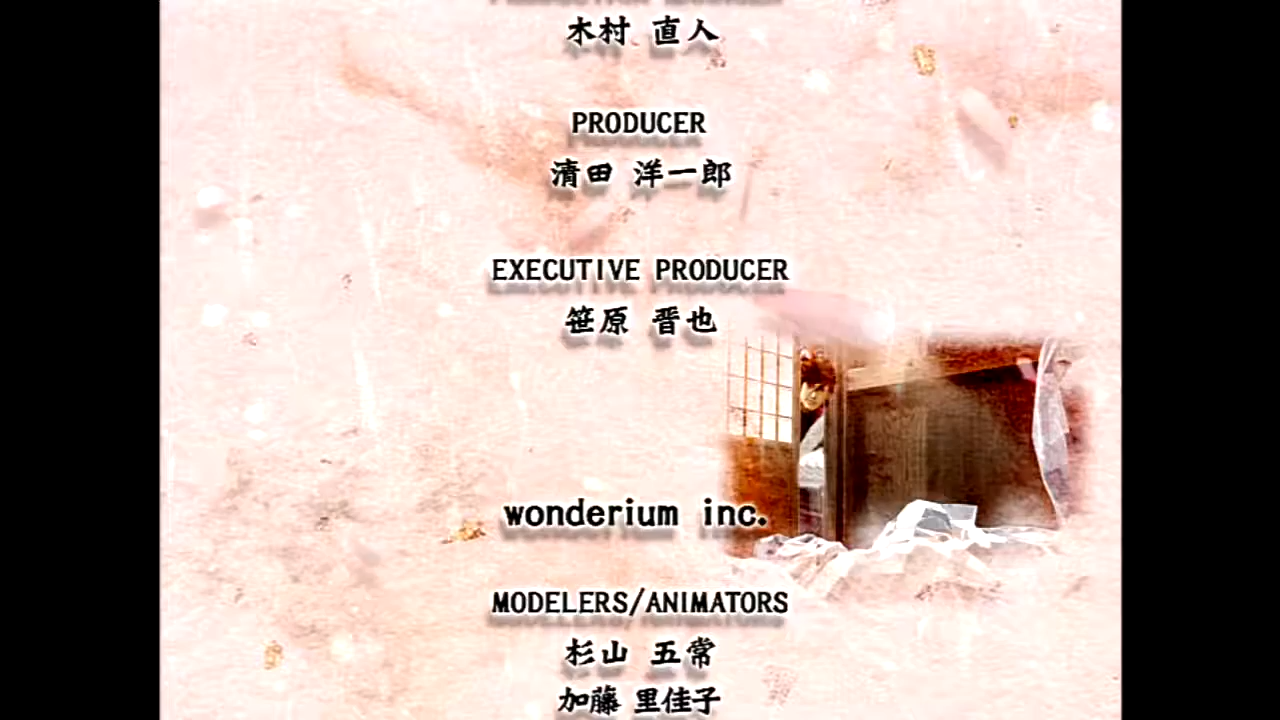 木村 直人
PRODUCER
清田 洋一郎
EXECUTIVE PRODUCER
笹原 晋也
wonderium inc.
MODELERS/ANIMATORS
杉山 五常
加藤 里佳子